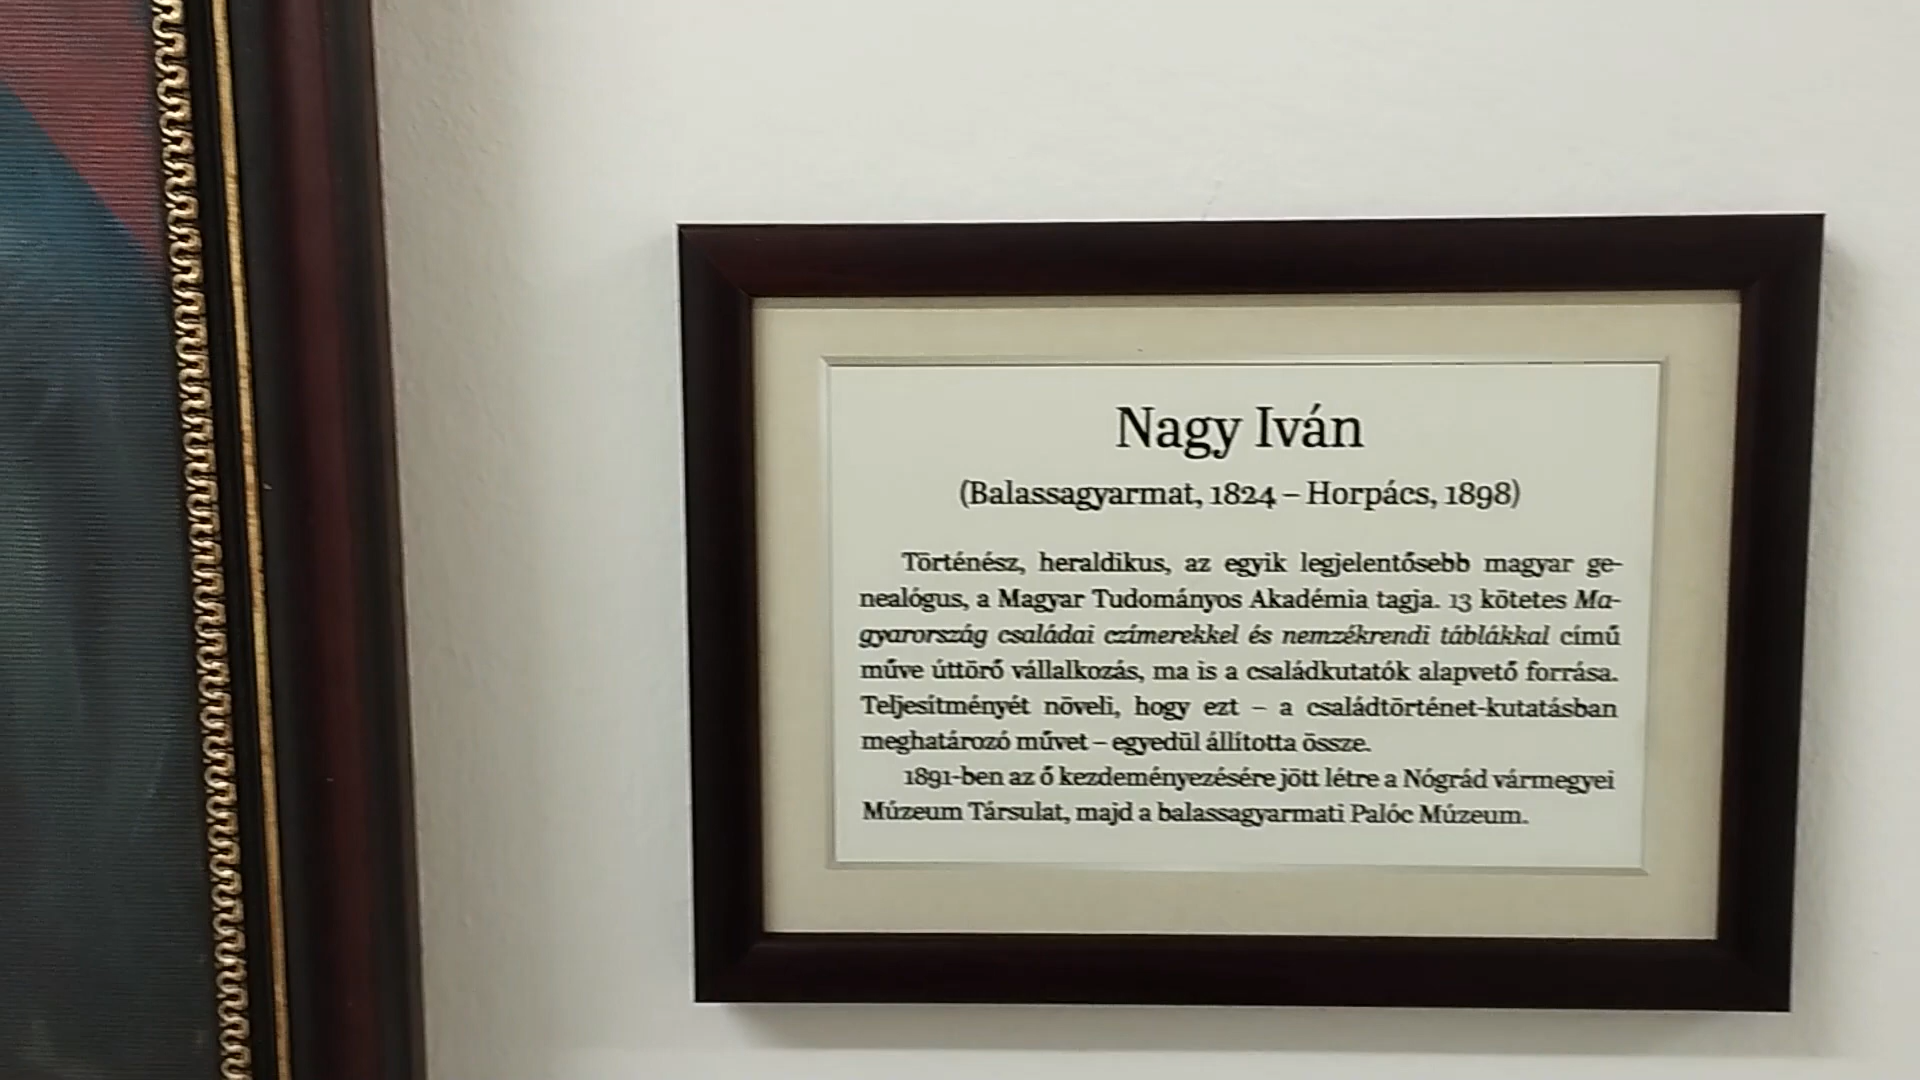 Nagy Iván
(Balassagyarmat, 1824 – Horpács, 1898)
Történész, heraldikus, az egyik legjelentősebb magyar ge-
nealógus, a Magyar Tudományos Akadémia tagja. 13 kötetes Ma-
gyarország családai czímerekkel és nemzékrendi táblákkal című
műve úttörő vállalkozás, ma is a családkutatók alapvető forrása.
Teljesítményét növeli, hogy ezt – a családtörténet-kutatásban
meghatározó művet – egyedül állította össze.
1891-ben az ő kezdeményezésére jött létre a Nógrád vármegyei
Múzeum Társulat, majd a balassagyarmati Palóc Múzeum.